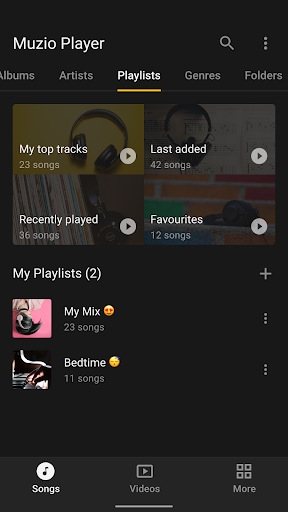 Muzio Player
Albums Artists Playlists Genres Folders
My top tracks
23 songs
Last added
42 songs
Recently played
36 songs
Favourites
12 songs
My Playlists (2)
My Mix 😍
23 songs
Bedtime 😴
11 songs
Songs Videos More